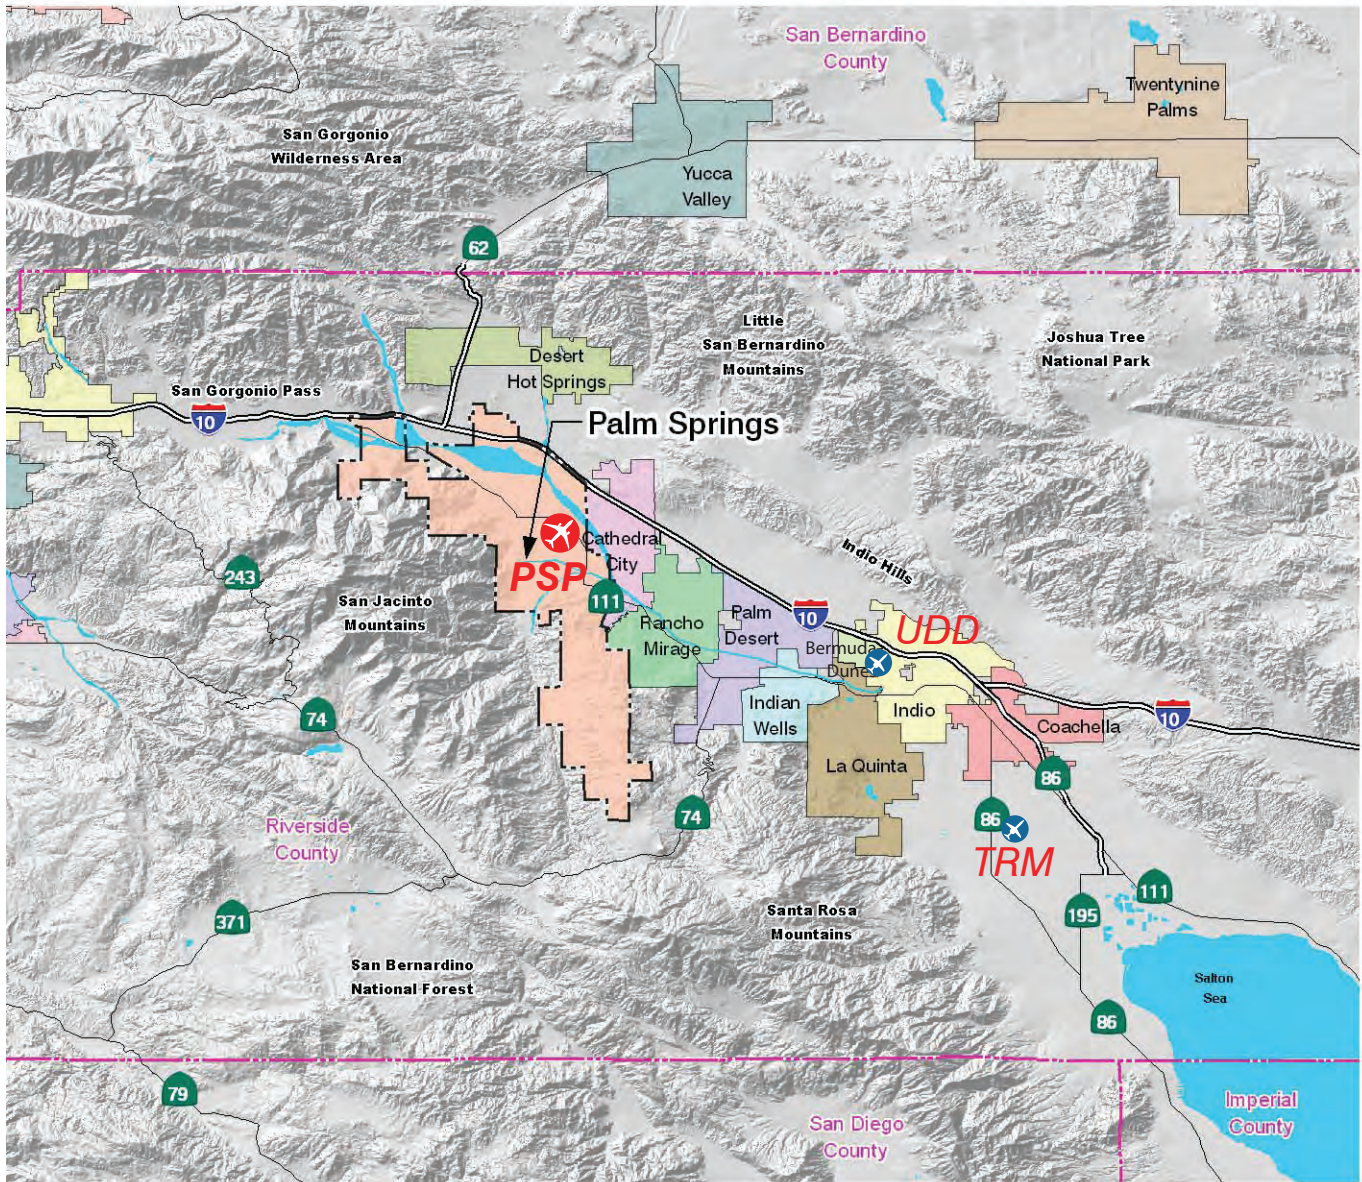 San Bernardino
County
Twentynine
Palms
San Gorgonio
Wilderness Area
Yucca
Valley
62
Little
San Bernardino
Mountains
Joshua Tree
National Park
Desert
Hot Springs
San Gorgonio Pass
10
Palm Springs
Cathedral
City
Indio Hills
PSP
243
111
San Jacinto
Mountains
Rancho
Mirage
Palm
Desert
10
UDD
Bermuda
Dune
Indian
Wells
Indio
74
10
Coachella
La Quinta
86
74
86
TRM
Riverside
County
371
Santa Rosa
Mountains
195
111
San Bernardino
National Forest
Salton
Sea
86
79
San Diego
County
Imperial
County